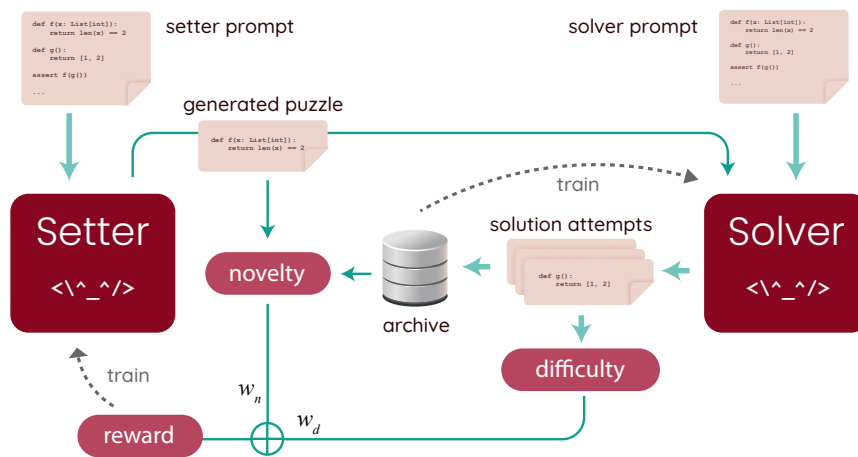 setter prompt
def f(x: List[int]):
    return len(x) == 2
def g():
    return [1, 2]
assert f(g())
...
solver prompt
def f(x: List[int]):
    return len(x) == 2
def g():
    return [1, 2]
assert f(g())
...
generated puzzle
def f(x: List[int]):
    return len(x) == 2
train
Setter
<\^_^/>
novelty
archive
solution attempts
def g():
    return [1, 2]
Solver
<\^_^/>
difficulty
train
w_n
w_d
reward